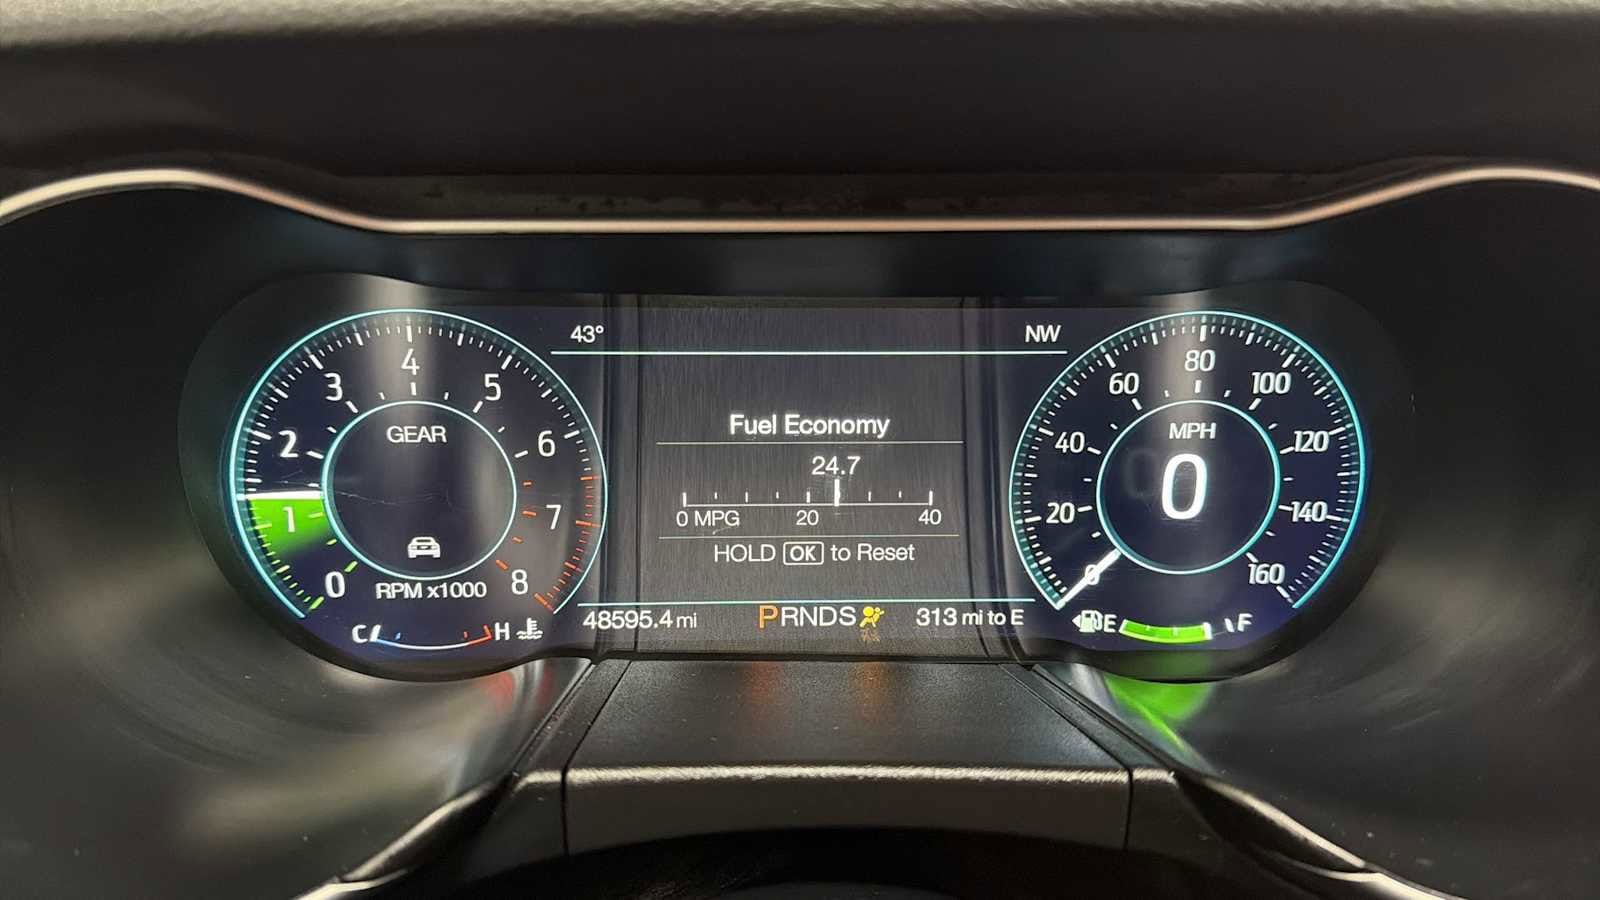 43°
NW
0
1
2
3
4
5
6
7
8
GEAR
RPM x1000
C
H
Fuel Economy
24.7
0 MPG 20 40
HOLD OK to Reset
48595.4 mi
PRNDS
313 mi to E
0
20
40
60
80
100
120
140
160
MPH
0
E
F